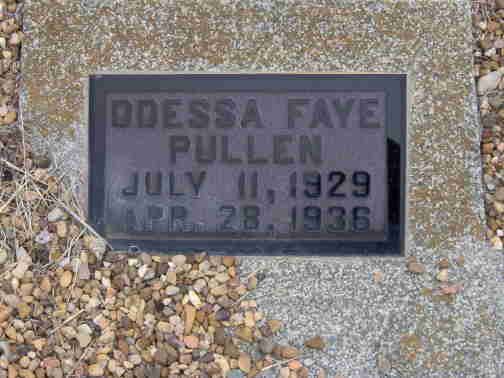 ODESSA FAYE
PULLEN
JULY 11, 1929
APR. 28, 1936